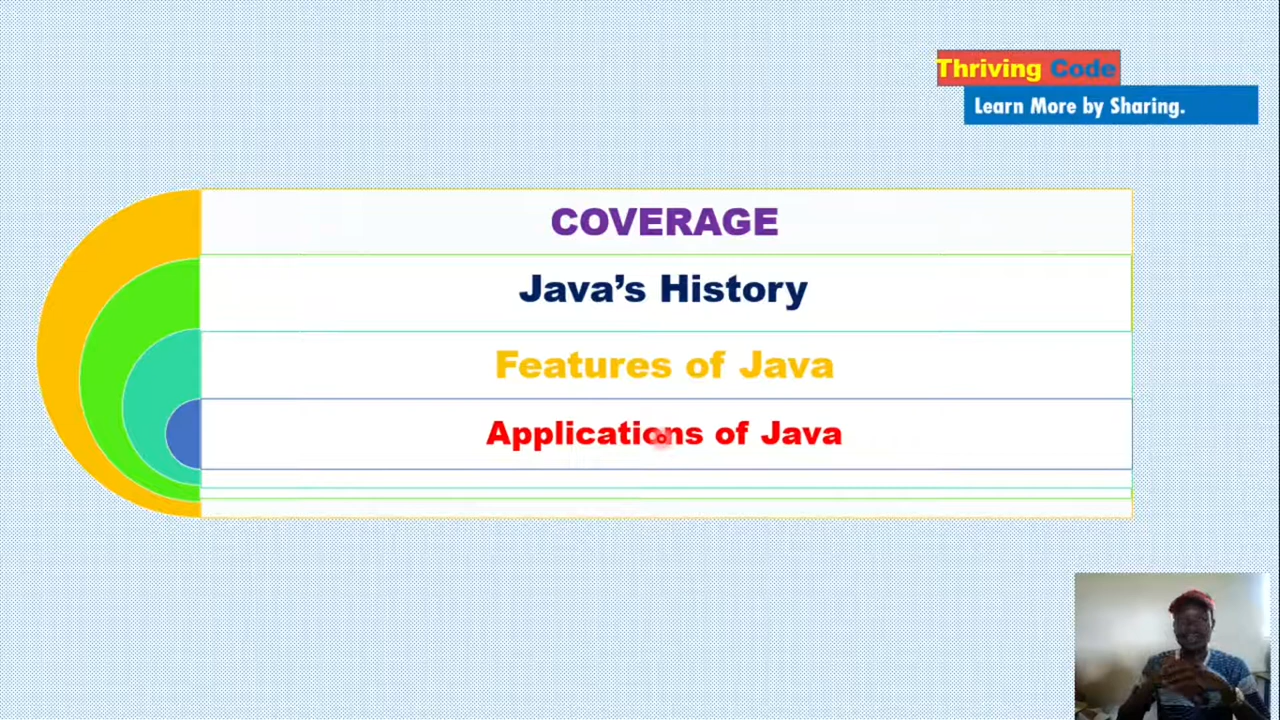 Thriving Code
Learn More by Sharing.
COVERAGE
Java’s History
Features of Java
Applications of Java